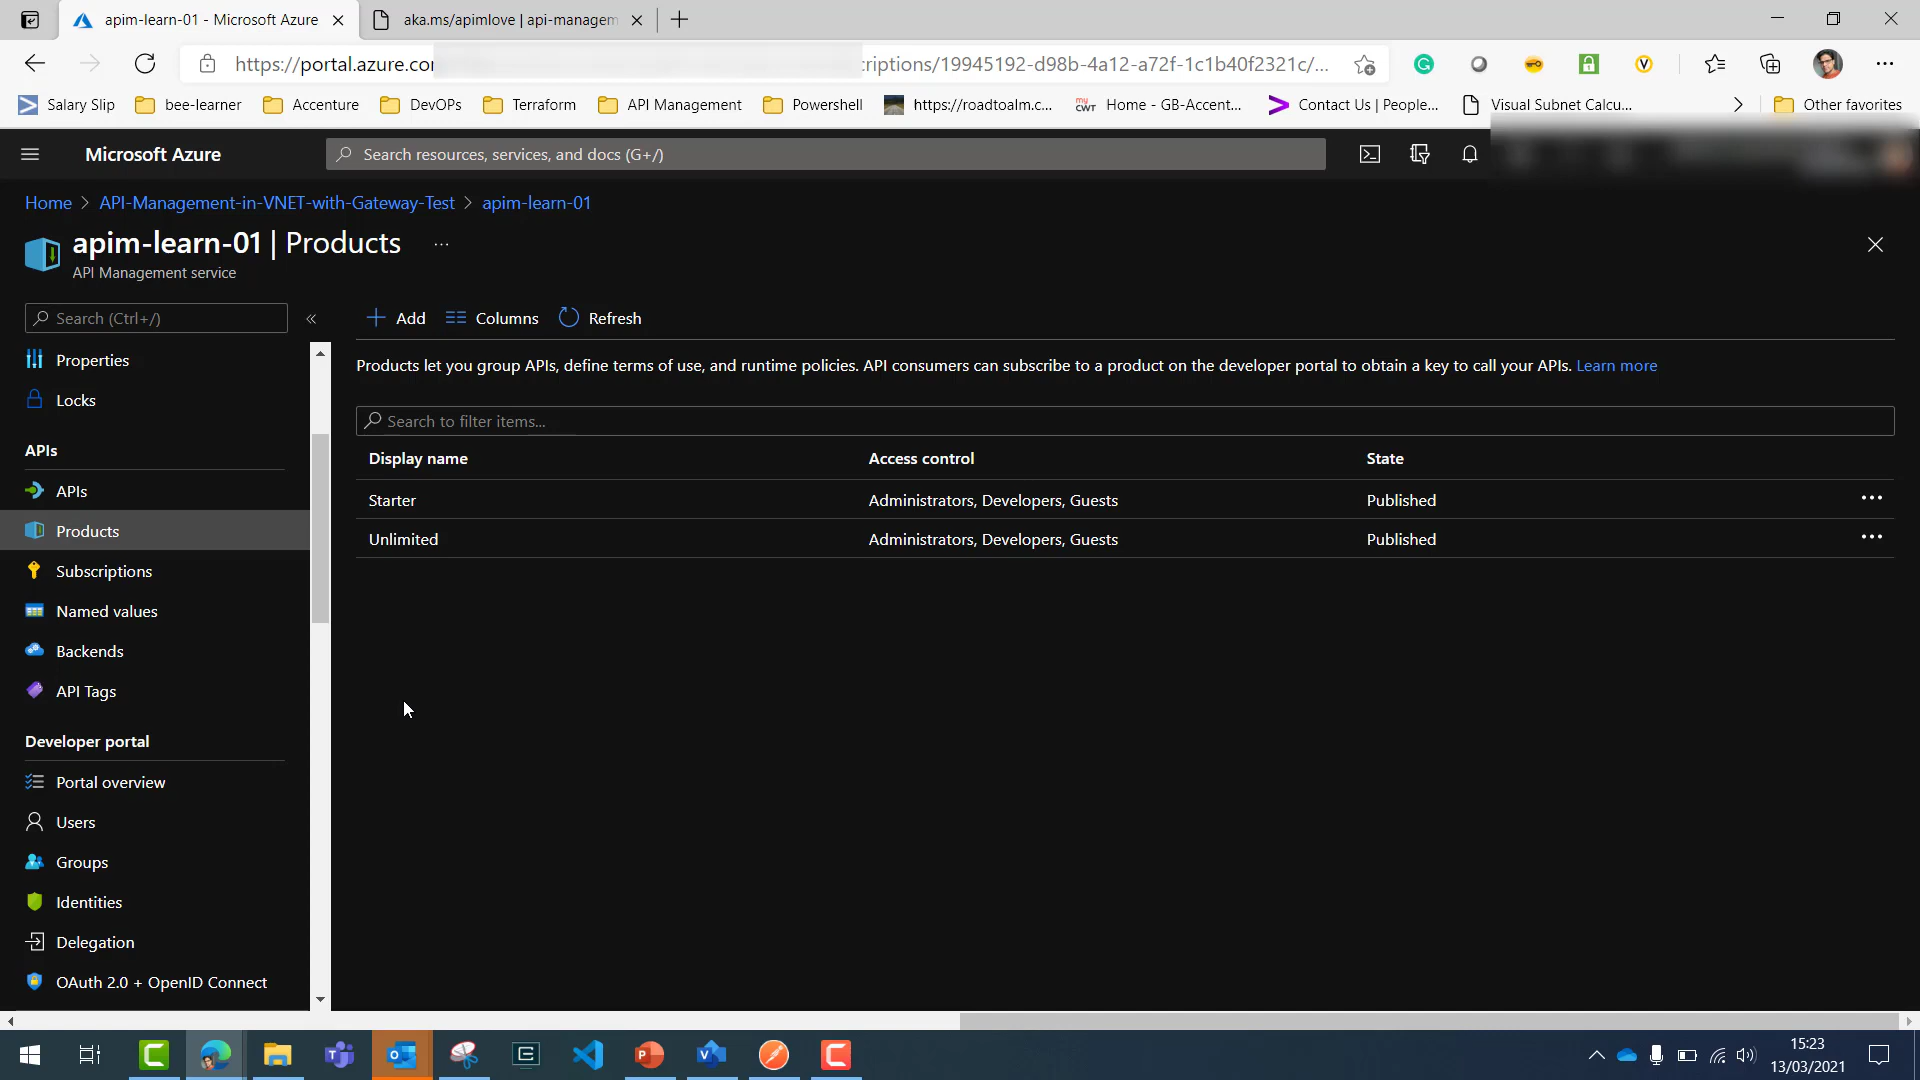 apim-learn-01 - Microsoft Azure
aka.ms/apimlove | api-managem
https://portal.azure.co
riptions/19945192-d98b-4a12-a72f-1c1b40f2321c/...
Salary Slip
bee-learner
Accenture
DevOPs
Terraform
API Management
Powershell
https://roadtoalm.c...
my CWT
Home - GB-Accent...
Contact Us | People...
Visual Subnet Calcu...
Other favorites
Microsoft Azure
Search resources, services, and docs (G+/)
Home > API-Management-in-VNET-with-Gateway-Test > apim-learn-01
apim-learn-01 | Products ...
API Management service
Search (Ctrl+/)
«
Add
Columns
Refresh
Properties
Locks
APIs
APIs
Products
Subscriptions
Named values
Backends
API Tags
Developer portal
Portal overview
Users
Groups
Identities
Delegation
OAuth 2.0 + OpenID Connect
Products let you group APIs, define terms of use, and runtime policies. API consumers can subscribe to a product on the developer portal to obtain a key to call your APIs. Learn more
Search to filter items...
Display name Access control State
Starter Administrators, Developers, Guests Published ...
Unlimited Administrators, Developers, Guests Published ...
15:23
13/03/2021